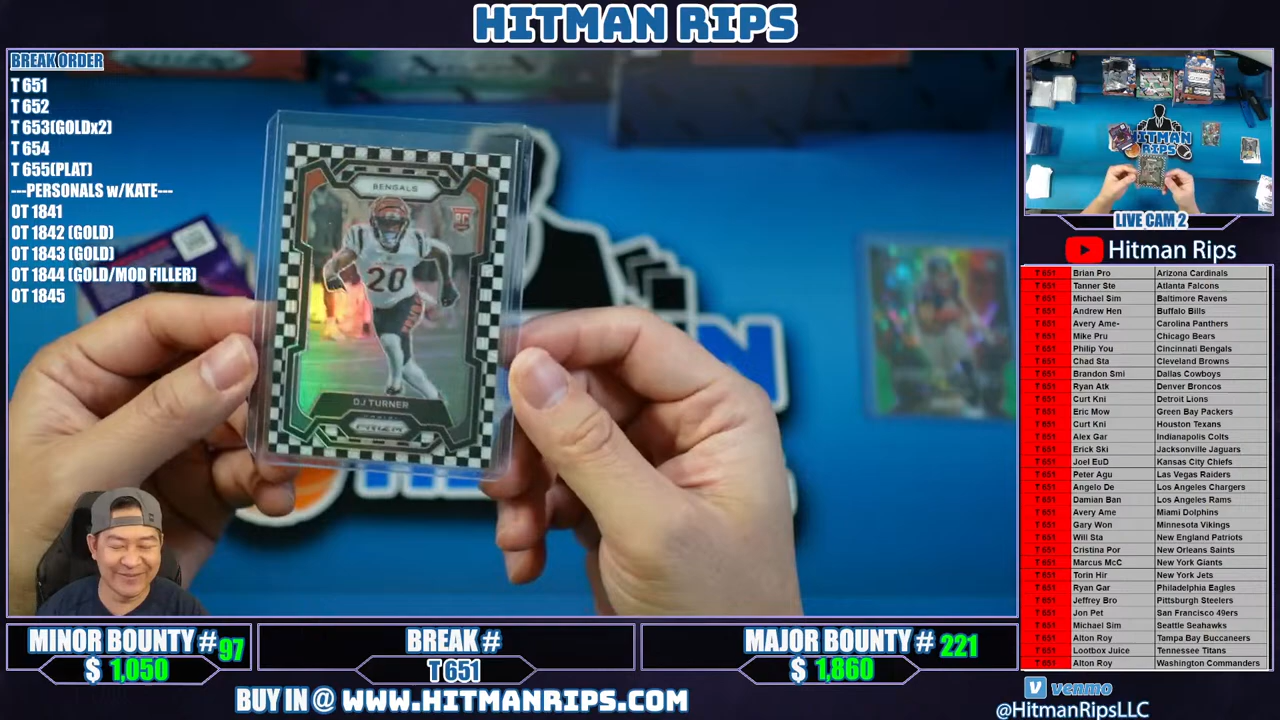 HITMAN RIPS
BREAK ORDER
T 651
T 652
T 653(GOLDx2)
T 654
T 655(PLAT)
---PERSONALS w/KATE---
OT 1841
OT 1842 (GOLD)
OT 1843 (GOLD)
OT 1844 (GOLD/MOD FILLER)
OT 1845
BENGALS
RC
20
DJ TURNER
PRIZM
HITMAN
RIPS
LIVE CAM 2
Hitman Rips
T 651 Brian Pro Arizona Cardinals
T 651 Tanner Ste Atlanta Falcons
T 651 Michael Sim Baltimore Ravens
T 651 Andrew Hen Buffalo Bills
T 651 Avery Ame- Carolina Panthers
T 651 Mike Pru Chicago Bears
T 651 Philip You Cincinnati Bengals
T 651 Chad Sta Cleveland Browns
T 651 Brandon Smi Dallas Cowboys
T 651 Ryan Atk Denver Broncos
T 651 Curt Kni Detroit Lions
T 651 Eric Mow Green Bay Packers
T 651 Curt Kni Houston Texans
T 651 Alex Gar Indianapolis Colts
T 651 Erick Ski Jacksonville Jaguars
T 651 Joel EuD Kansas City Chiefs
T 651 Peter Agu Las Vegas Raiders
T 651 Angelo De Los Angeles Chargers
T 651 Damian Ban Los Angeles Rams
T 651 Avery Ame Miami Dolphins
T 651 Gary Won Minnesota Vikings
T 651 Will Sta New England Patriots
T 651 Cristina Por New Orleans Saints
T 651 Marcus McC New York Giants
T 651 Torin Hir New York Jets
T 651 Ryan Gar Philadelphia Eagles
T 651 Jeffrey Bro Pittsburgh Steelers
T 651 Jon Pet San Francisco 49ers
T 651 Michael Sim Seattle Seahawks
T 651 Alton Roy Tampa Bay Buccaneers
T 651 Lootbox Juice Tennessee Titans
T 651 Alton Roy Washington Commanders
MINOR BOUNTY # 97
$ 1,050
BREAK #
T 651
MAJOR BOUNTY # 221
$ 1,860
BUY IN @ WWW.HITMANRIPS.COM
venmo
@HitmanRipsLLC